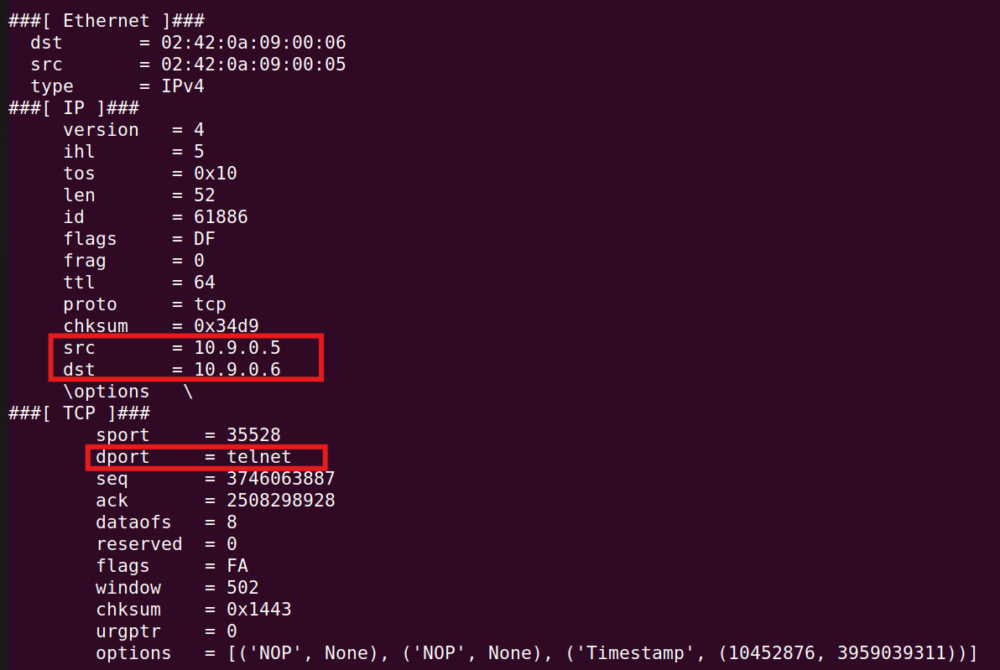 ###[ Ethernet ]###
  dst       = 02:42:0a:09:00:06
  src       = 02:42:0a:09:00:05
  type      = IPv4
###[ IP ]###
     version   = 4
     ihl       = 5
     tos       = 0x10
     len       = 52
     id        = 61886
     flags     = DF
     frag      = 0
     ttl       = 64
     proto     = tcp
     chksum    = 0x34d9
     src       = 10.9.0.5
     dst       = 10.9.0.6
     \options   \
###[ TCP ]###
        sport     = 35528
        dport     = telnet
        seq       = 3746063887
        ack       = 2508298928
        dataofs   = 8
        reserved  = 0
        flags     = FA
        window    = 502
        chksum    = 0x1443
        urgptr    = 0
        options   = [('NOP', None), ('NOP', None), ('Timestamp', (10452876, 3959039311))]